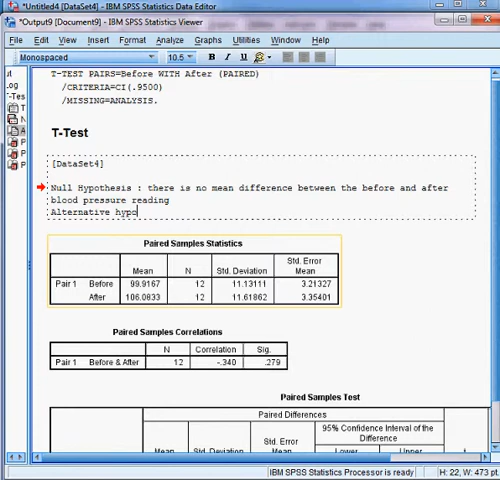 *Untitled4 [DataSet4] - IBM SPSS Statistics Data Editor
*Output9 [Document9] - IBM SPSS Statistics Viewer
File Edit View Insert Format Analyze Graphs Utilities Window Help
Monospaced 10.5 B I U
T-TEST PAIRS=Before WITH After (PAIRED)
/CRITERIA=CI(.9500)
/MISSING=ANALYSIS.
T-Test
[DataSet4]
Null Hypothesis : there is no mean difference between the before and after
blood pressure reading
Alternative hypo
Paired Samples Statistics
Mean N Std. Deviation Std. Error Mean
Pair 1 Before 99.9167 12 11.13111 3.21327
After 106.0833 12 11.61862 3.35401
Paired Samples Correlations
N Correlation Sig.
Pair 1 Before & After 12 -.340 .279
Paired Samples Test
Paired Differences
95% Confidence Interval of the
Difference
Std. Error
Mean Std. Deviation Mean Lower Upper t
IBM SPSS Statistics Processor is ready H: 22, W: 473 pt.